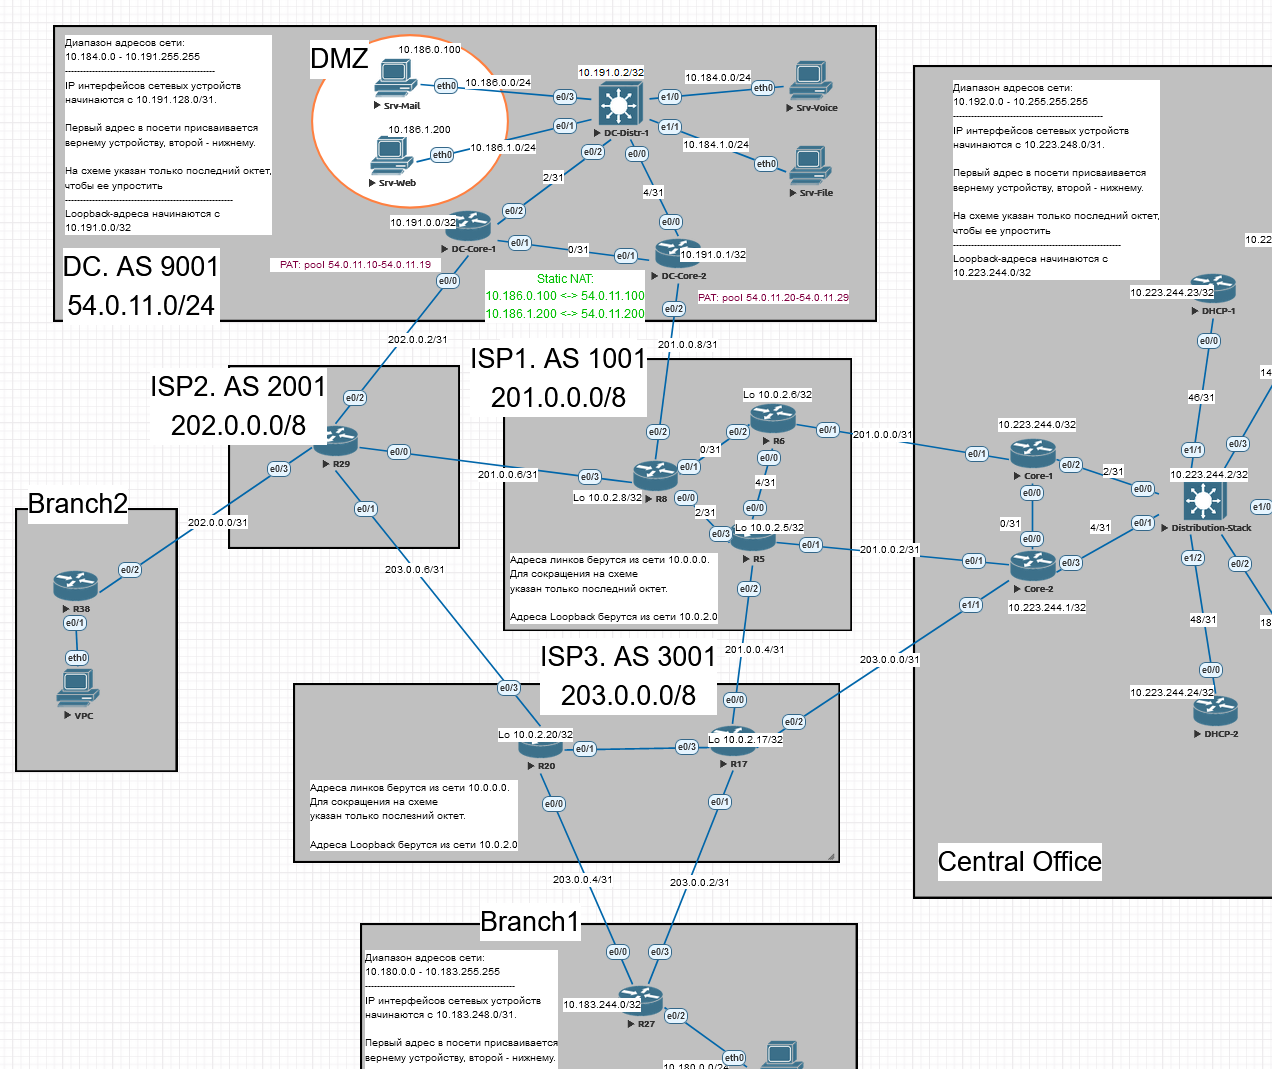 Диапазон адресов сети:
10.184.0.0 - 10.191.255.255
IP интерфейсов сетевых устройств
начинаются с 10.191.128.0/31.
Первый адрес в посети присваивается
вернему устройству, второй - нижнему.
На схеме указан только последний октет,
чтобы ее упростить
Loopback-адреса начинаются с
10.191.0.0/32
DC. AS 9001
54.0.11.0/24
DMZ
10.186.0.100
Srv-Mail
eth0
10.186.0.0/24
e0/3
10.186.1.200
Srv-Web
eth0
10.186.1.0/24
e0/1
10.191.0.2/32
DC-Distr-1
e1/0
10.184.0.0/24
eth0
Srv-Voice
e1/1
10.184.1.0/24
eth0
Srv-File
e0/2
e0/0
2/31
4/31
e0/2
e0/0
10.191.0.0/32
DC-Core-1
e0/1
0/31
e0/1
10.191.0.1/32
DC-Core-2
PAT: pool 54.0.11.10-54.0.11.19
e0/0
Static NAT:
10.186.0.100 <-> 54.0.11.100
10.186.1.200 <-> 54.0.11.200
PAT: pool 54.0.11.20-54.0.11.29
e0/2
202.0.0.2/31
201.0.0.8/31
ISP2. AS 2001
202.0.0.0/8
e0/2
R29
e0/0
e0/3
e0/1
201.0.0.6/31
ISP1. AS 1001
201.0.0.0/8
Lo 10.0.2.6/32
R6
e0/2
e0/1
e0/0
e0/2
0/31
e0/1
e0/3
R8
Lo 10.0.2.8/32
e0/0
2/31
4/31
e0/0
e0/3
Lo 10.0.2.5/32
R5
e0/1
e0/2
201.0.0.0/31
201.0.0.2/31
Адреса линков берутся из сети 10.0.0.0.
Для сокращения на схеме
указан только последний октет.
Адреса Loopback берутся из сети 10.0.2.0
Branch2
202.0.0.0/31
e0/2
R38
e0/1
eth0
VPC
203.0.0.6/31
201.0.0.4/31
203.0.0.0/31
ISP3. AS 3001
203.0.0.0/8
e0/3
e0/0
e0/2
Lo 10.0.2.20/32
R20
e0/1
e0/3
Lo 10.0.2.17/32
R17
e0/0
e0/1
Адреса линков берутся из сети 10.0.0.0.
Для сокращения на схеме
указан только послезний октет.
Адреса Loopback берутся из сети 10.0.2.0
203.0.0.4/31
203.0.0.2/31
Branch1
Диапазон адресов сети:
10.180.0.0 - 10.183.255.255
IP интерфейсов сетевых устройств
начинаются с 10.183.248.0/31.
Первый адрес в посети присваивается
вернему устройству, второй - нижнему.
e0/0
e0/3
10.183.244.0/32
R27
e0/2
eth0
10.180.0.0/24
Диапазон адресов сети:
10.192.0.0 - 10.255.255.255
IP интерфейсов сетевых устройств
начинаются с 10.223.248.0/31.
Первый адрес в посети присваивается
вернему устройству, второй - нижнему.
На схеме указан только последний октет,
чтобы ее упростить
Loopback-адреса начинаются с
10.223.244.0/32
10.22
10.223.244.23/32
DHCP-1
e0/0
46/31
14
e1/1
e0/3
10.223.244.0/32
Core-1
e0/1
e0/2
2/31
e0/0
10.223.244.2/32
Distribution-Stack
e1/0
e0/0
0/31
e0/0
4/31
e0/1
e0/1
Core-2
e0/3
e1/1
10.223.244.1/32
e1/2
e0/2
48/31
18
e0/0
10.223.244.24/32
DHCP-2
Central Office